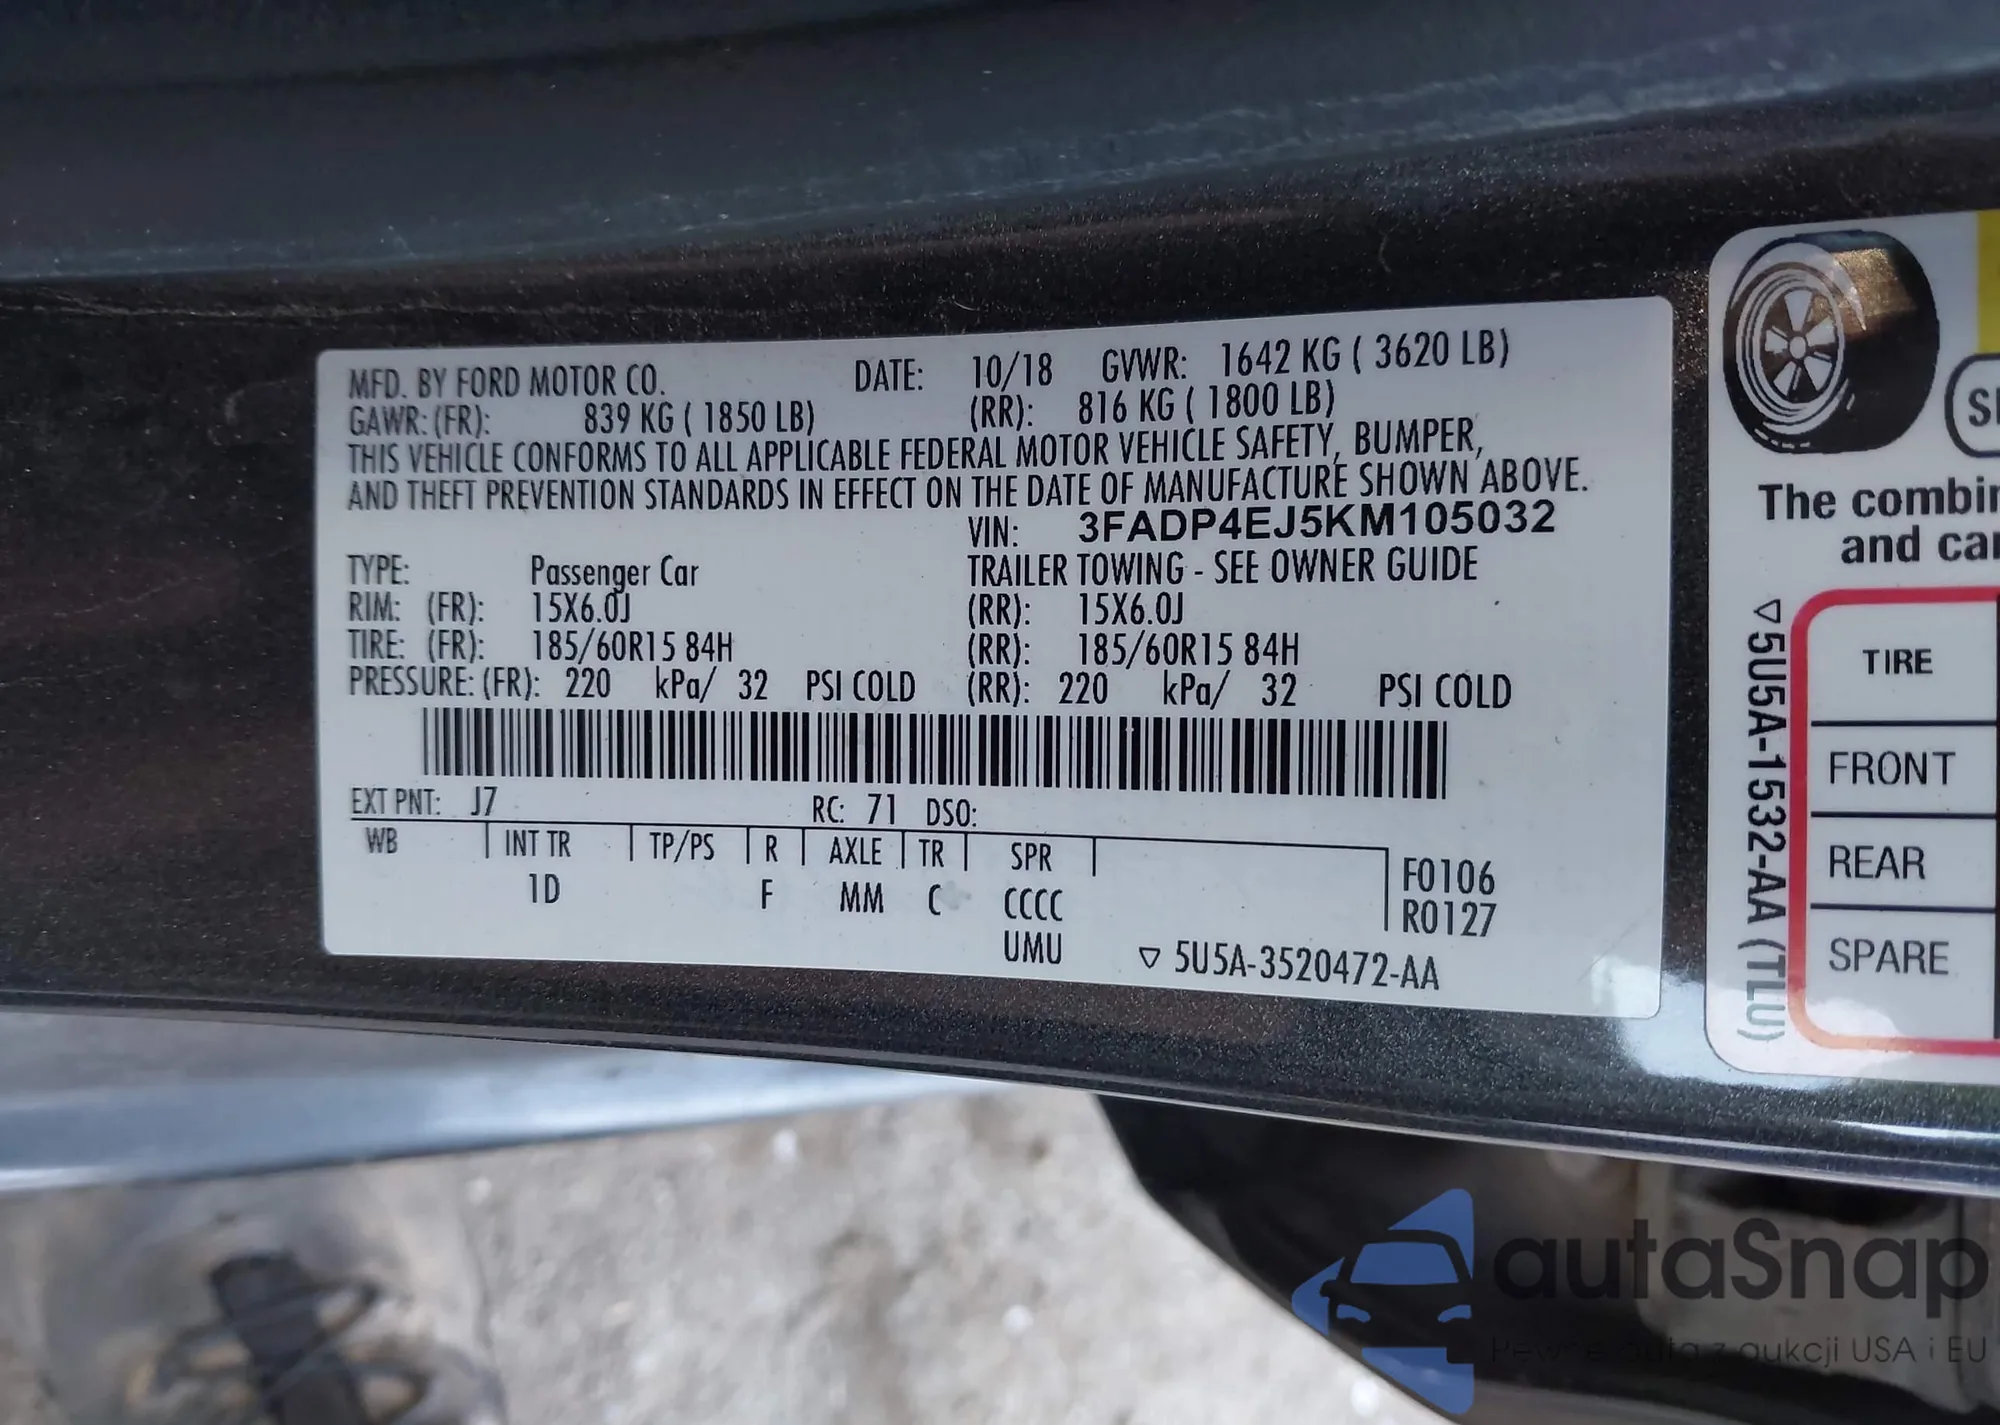 MFD. BY FORD MOTOR CO. DATE: 10/18 GVWR: 1642 KG ( 3620 LB)
GAWR: (FR): 839 KG ( 1850 LB) (RR): 816 KG ( 1800 LB)
THIS VEHICLE CONFORMS TO ALL APPLICABLE FEDERAL MOTOR VEHICLE SAFETY, BUMPER,
AND THEFT PREVENTION STANDARDS IN EFFECT ON THE DATE OF MANUFACTURE SHOWN ABOVE.
VIN: 3FADP4EJ5KM105032
TYPE: Passenger Car TRAILER TOWING - SEE OWNER GUIDE
RIM: (FR): 15X6.0J (RR): 15X6.0J
TIRE: (FR): 185/60R15 84H (RR): 185/60R15 84H
PRESSURE: (FR): 220 kPa/ 32 PSI COLD (RR): 220 kPa/ 32 PSI COLD
EXT PNT: J7 RC: 71 DSO:
WB INT TR TP/PS R AXLE TR SPR
1D F MM C CCCC
UMU
F0106
R0127
▽ 5U5A-3520472-AA
The combin
and car
▽5U5A-1532-AA (TLU)
TIRE
FRONT
REAR
SPARE
autaSnap
Pewne auta z aukcji USA i EU